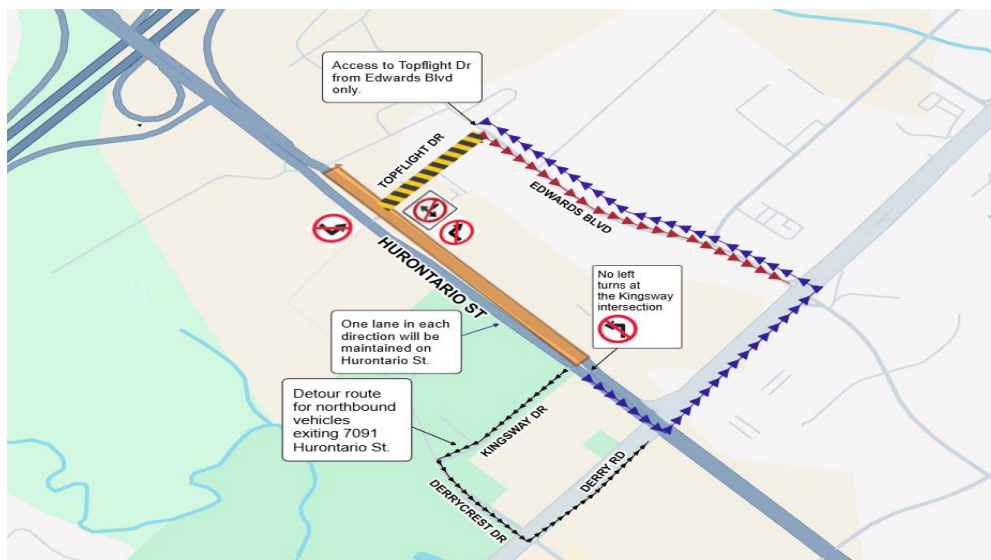 Access to Topflight Dr
from Edwards Blvd
only.
TOPFLIGHT DR
EDWARDS BLVD
HURONTARIO ST
No left
turns at
the Kingsway
intersection
One lane in each
direction will be
maintained on
Hurontario St.
Detour route
for northbound
vehicles
exiting 7091
Hurontario St.
KINGSWAY DR
DERRY RD
DERRYCREST DR